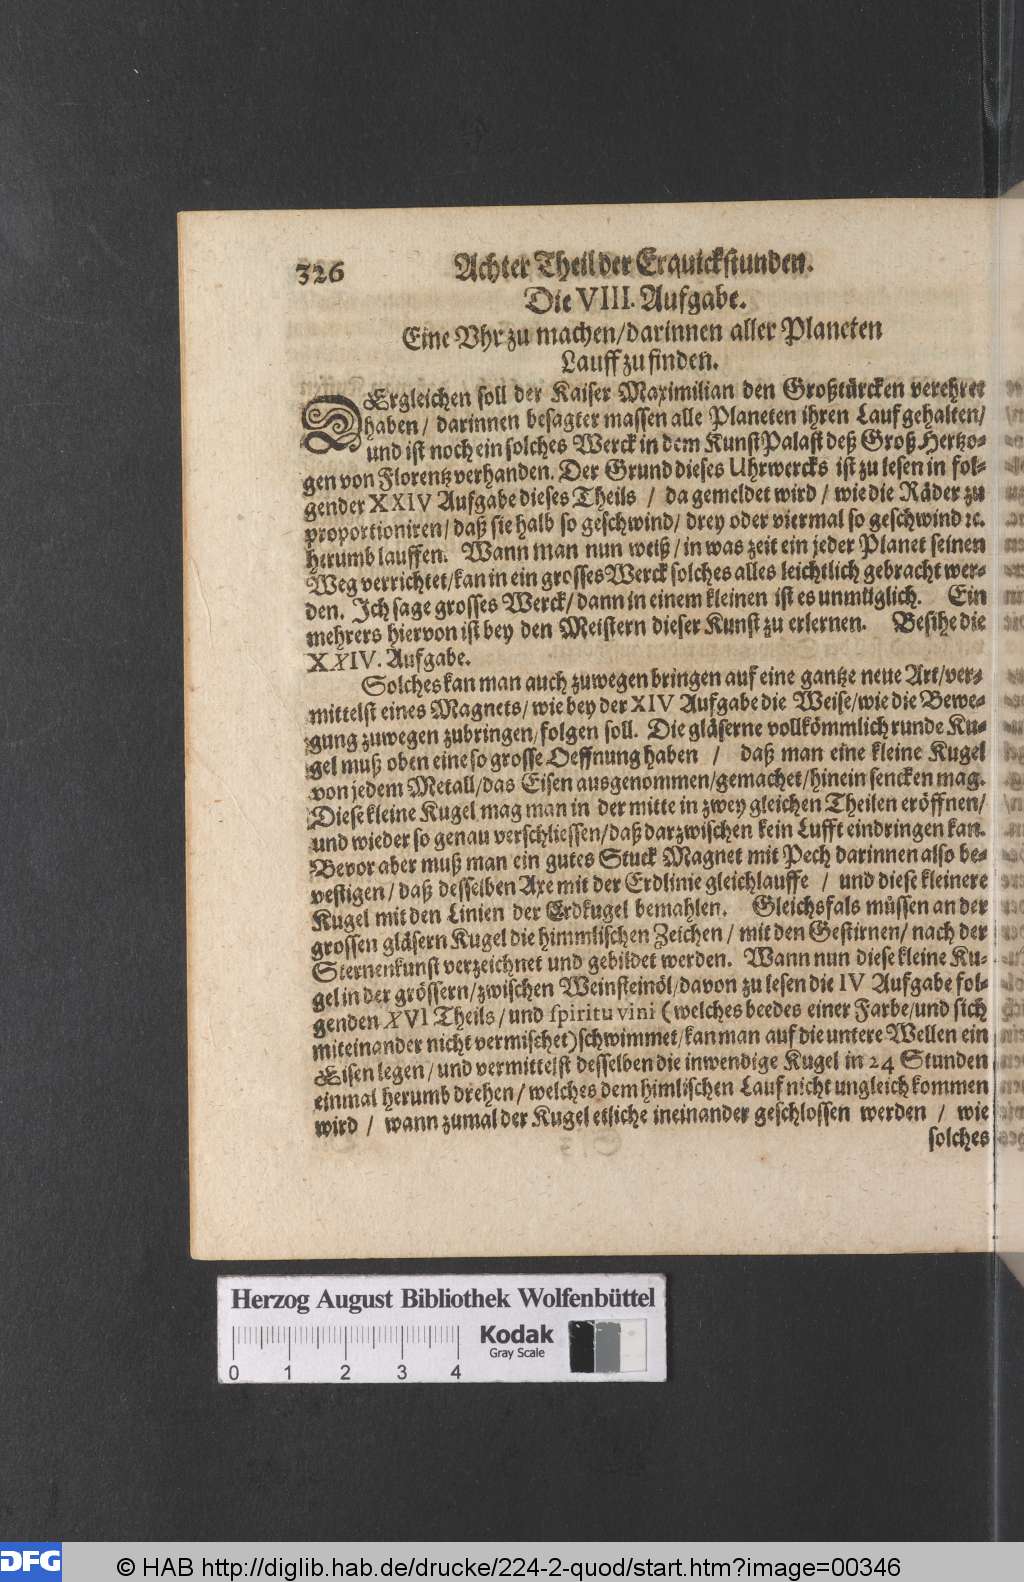 326 Achter Theil der Erquickstunden.
Die VIII. Aufgabe.
Eine Vhr zu machen/darinnen aller Planeten
Lauff zu finden.
DErgleichen soll der Kaiser Maximilian den Großtürcken verehret
haben / darinnen besagter massen alle Planeten ihren Lauf gehalten/
und ist noch ein solches Werck in dem KunstPalast deß Groß Hertzo-
gen von Florentz verhanden. Der Grund dieses Uhrwercks ist zu lesen in fol-
gender XXIV Aufgabe dieses Theils / da gemeldet wird / wie die Räder zu
proportioniren/daß sie halb so geschwind/ drey oder viermal so geschwind ꝛc.
herumb lauffen. Wann man nun weiß/in was zeit ein jeder Planet seinen
Weg verrichtet/kan in ein grosses Werck solches alles leichtlich gebracht wer-
den. Ich sage grosses Werck/dann in einem kleinen ist es unmüglich. Ein
mehrers hiervon ist bey den Meistern dieser Kunst zu erlernen. Besihe die
XXIV. Aufgabe.
Solches kan man auch zuwegen bringen auf eine gantze neue Art/ver-
mittelst eines Magnets/wie bey der XIV Aufgabe die Weise/wie die Bewe-
gung zuwegen zubringen/folgen soll. Die gläserne vollkömmlich runde Ku-
gel muß oben eine so grosse Oeffnung haben / daß man eine kleine Kugel
von jedem Metall/das Eisen ausgenommen/gemachet/hinein sencken mag.
Diese kleine Kugel mag man in der mitte in zwey gleichen Theilen eröffnen/
und wieder so genau verschliessen/daß darzwischen kein Lufft eindringen kan.
Bevor aber muß man ein gutes Stuck Magnet mit Pech darinnen also be-
vestigen/daß desselben Axe mit der Erdlinie gleichlauffe / und diese kleinere
Kugel mit den Linien der Erdkugel bemahlen. Gleichsfals müssen an der
grossen gläsern Kugel die himmlischen Zeichen/mit den Gestirnen/nach der
Sternenkunst verzeichnet und gebildet werden. Wann nun diese kleine Ku-
gel in der grössern/zwischen Weinsteinöl/davon zu lesen die IV Aufgabe fol-
genden XVI Theils/und spiritu vini (welches beedes einer Farbe/und sich
miteinander nicht vermischet)schwimmet/kan man auf die untere Wellen ein
Eisen legen/und vermittelst desselben die inwendige Kugel in 24 Stunden
einmal herumb drehen/welches dem himlischen Lauf nicht ungleich kommen
wird / wann zumal der Kugel etliche ineinander geschlossen werden / wie
solches
Herzog August Bibliothek Wolfenbüttel
Kodak
Gray Scale
0 1 2 3 4
DFG © HAB http://diglib.hab.de/drucke/224-2-quod/start.htm?image=00346